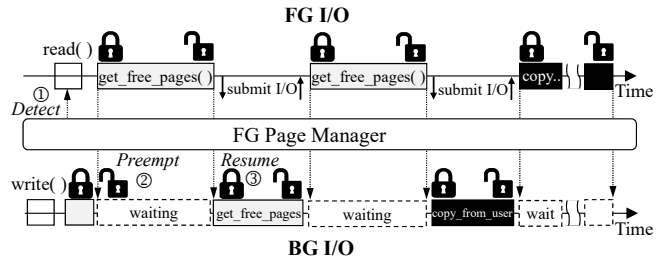 FG I/O
read( )
get_free_pages( )
submit I/O
get_free_pages( )
submit I/O
copy..
Time
①
Detect
FG Page Manager
Preempt
②
Resume
③
write( )
waiting
get_free_pages
waiting
copy_from_user
wait
Time
BG I/O